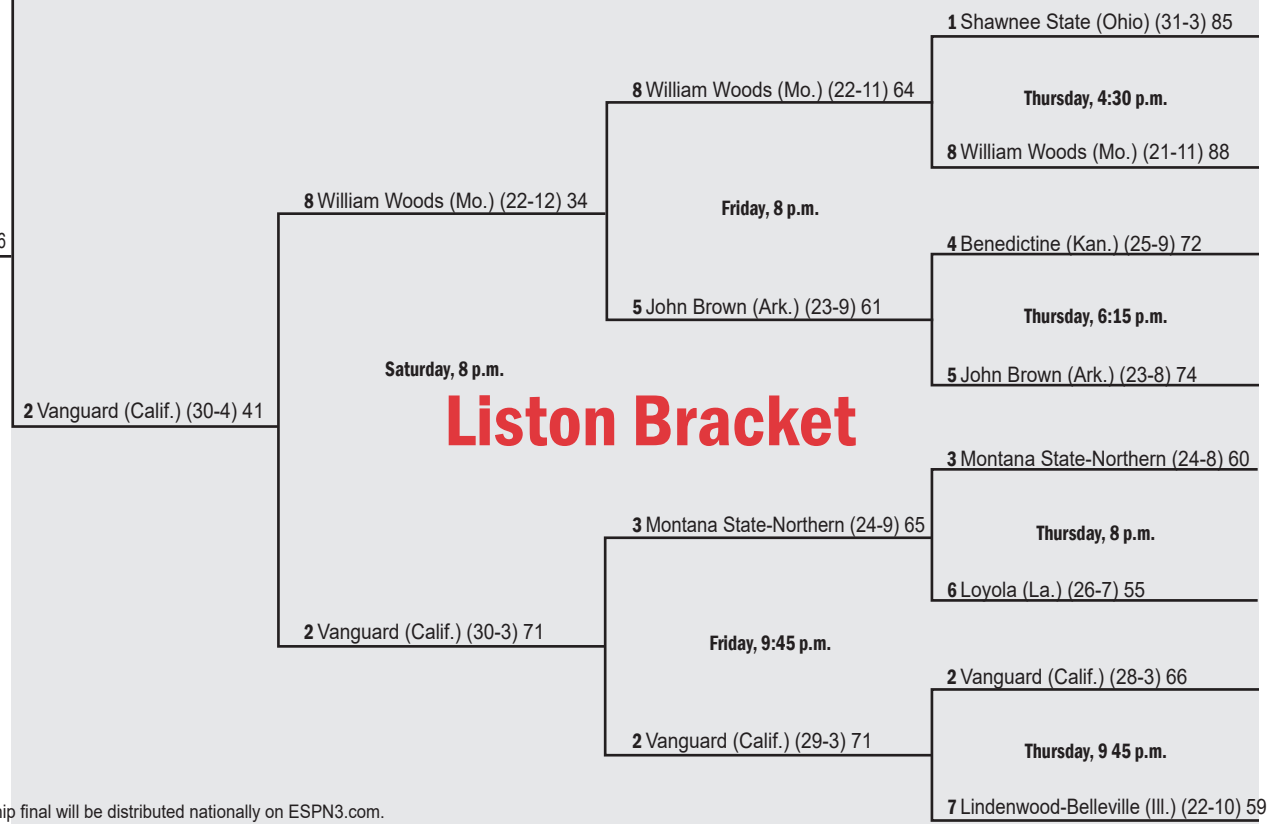 1 Shawnee State (Ohio) (31-3) 85
8 William Woods (Mo.) (22-11) 64
Thursday, 4:30 p.m.
8 William Woods (Mo.) (21-11) 88
8 William Woods (Mo.) (22-12) 34
Friday, 8 p.m.
6
4 Benedictine (Kan.) (25-9) 72
5 John Brown (Ark.) (23-9) 61
Thursday, 6:15 p.m.
Saturday, 8 p.m.
5 John Brown (Ark.) (23-8) 74
2 Vanguard (Calif.) (30-4) 41
Liston Bracket
3 Montana State-Northern (24-8) 60
3 Montana State-Northern (24-9) 65
Thursday, 8 p.m.
6 Loyola (La.) (26-7) 55
2 Vanguard (Calif.) (30-3) 71
Friday, 9:45 p.m.
2 Vanguard (Calif.) (28-3) 66
2 Vanguard (Calif.) (29-3) 71
Thursday, 9 45 p.m.
7 Lindenwood-Belleville (Ill.) (22-10) 59
hip final will be distributed nationally on ESPN3.com.